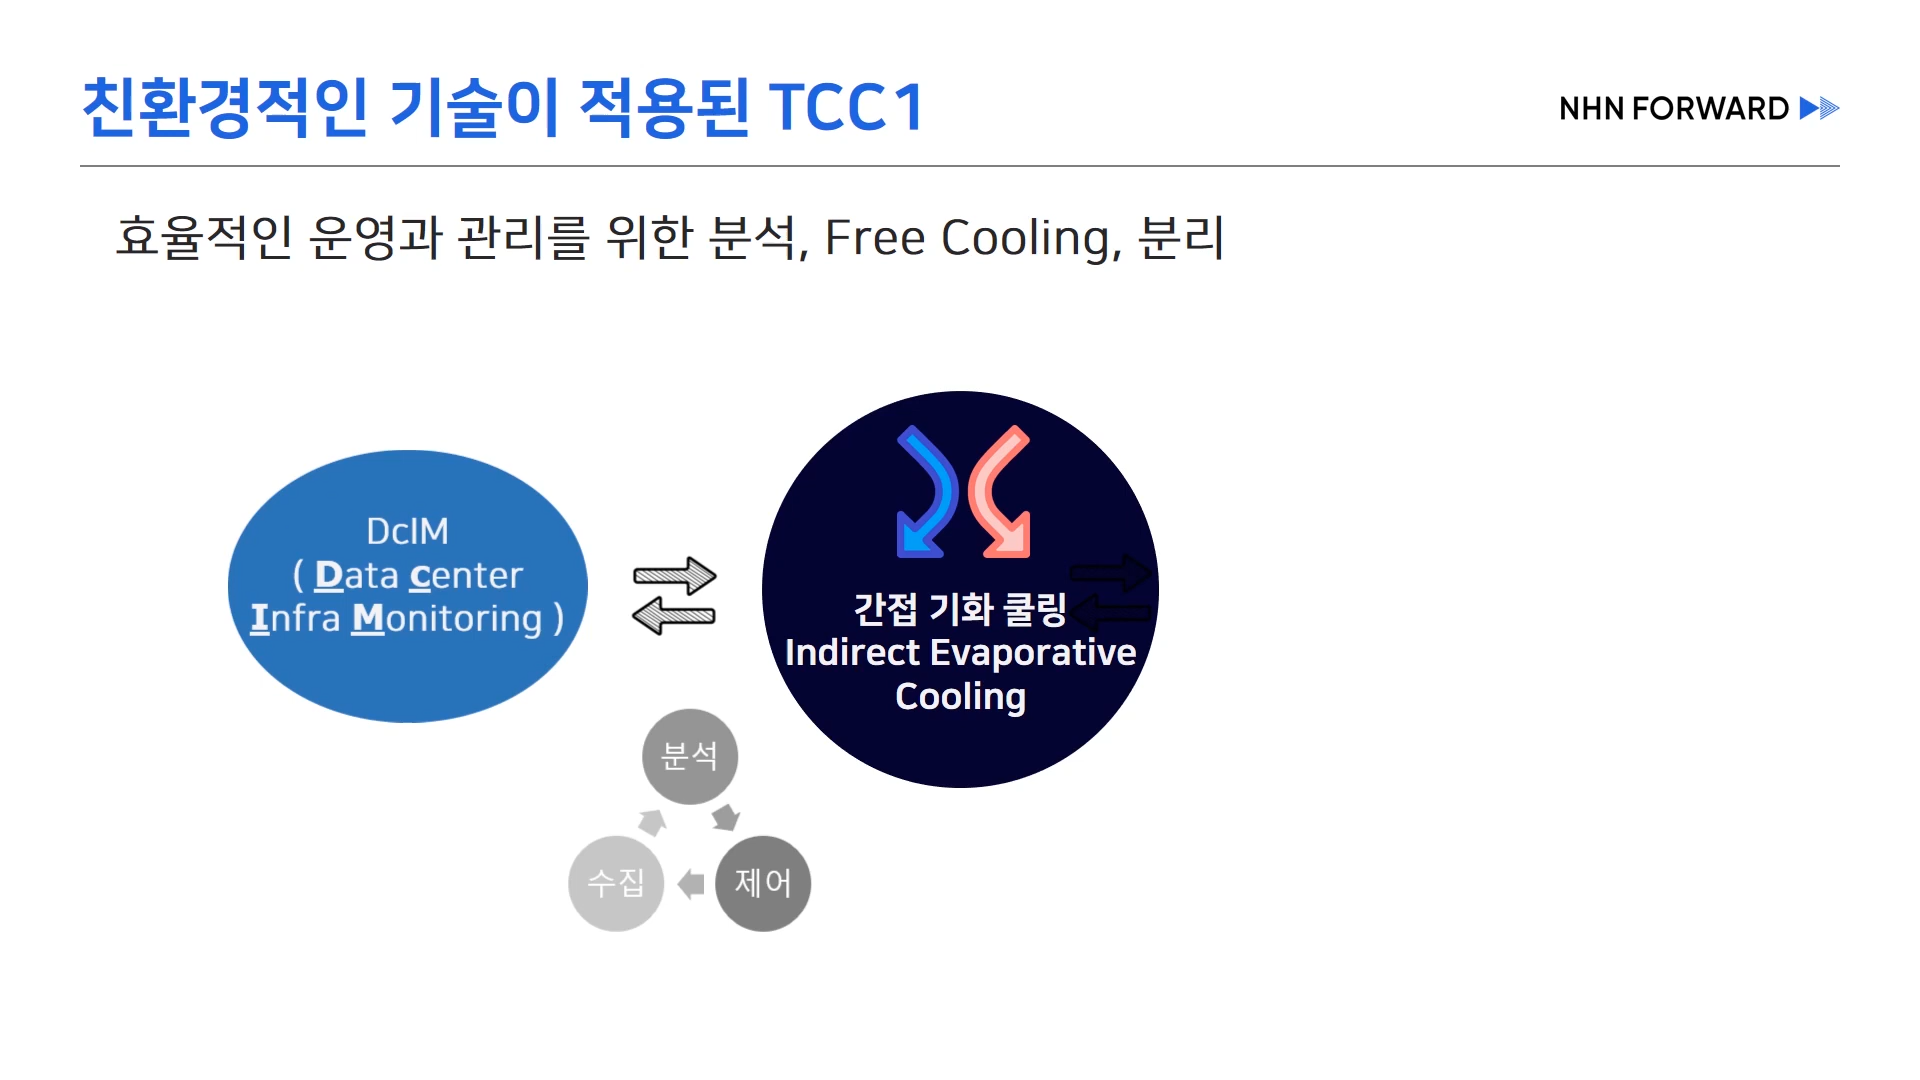 친환경적인 기술이 적용된 TCC1
NHN FORWARD
효율적인 운영과 관리를 위한 분석, Free Cooling, 분리
DcIM
( Data center
Infra Monitoring )
간접 기화 쿨링
Indirect Evaporative
Cooling
분석
수집
제어